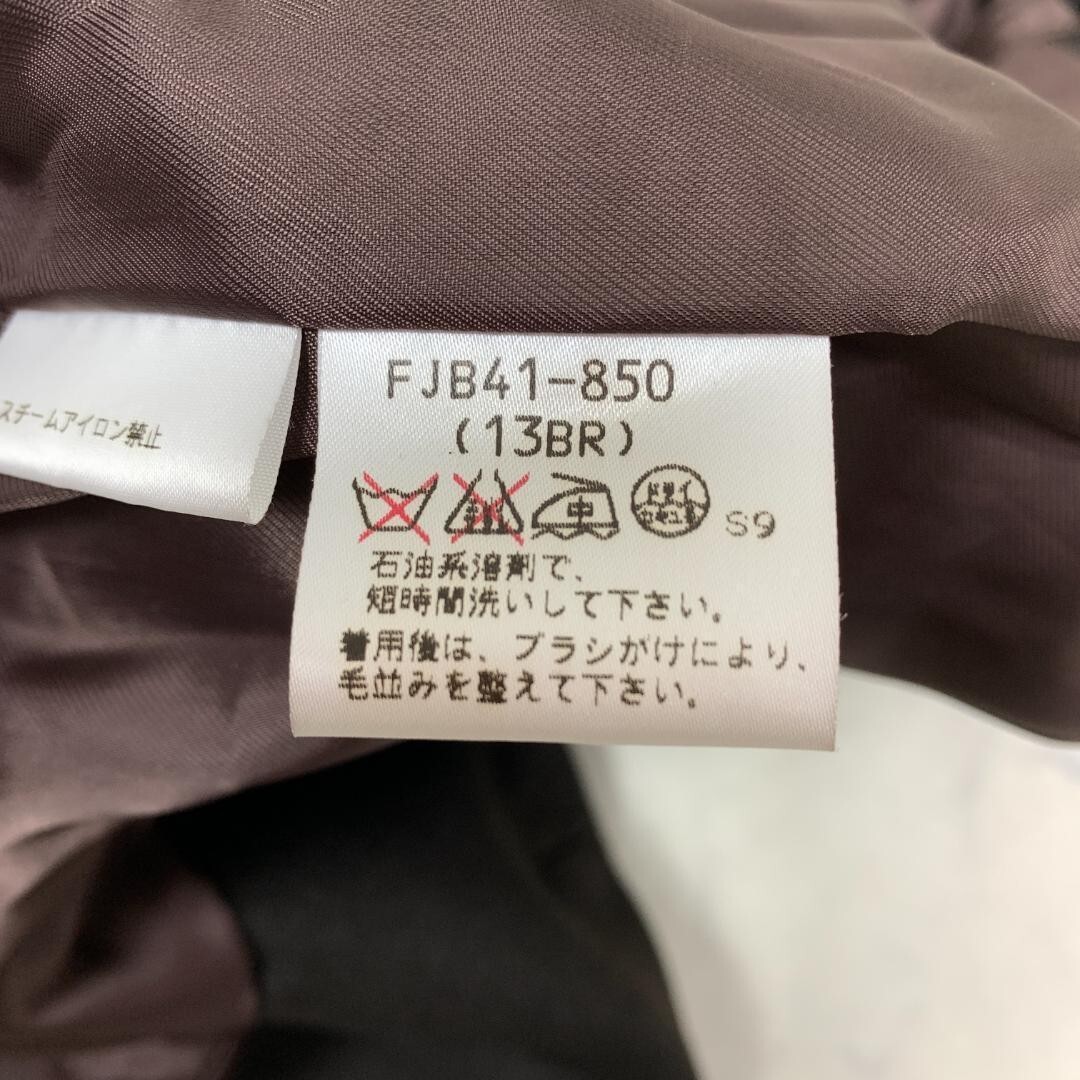 スチームアイロン禁止
FJB41-850
(13BR)
中
S9
石油系溶剤で、
短時間洗いして下さい。
着用後は、ブラシがけにより、
毛並みを整えて下さい。